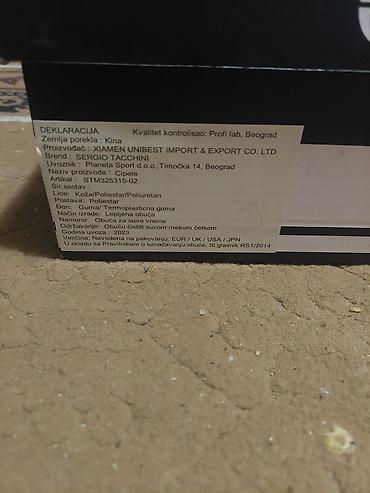 DEKLARACIJA Kvalitet kontrolisao: Profi lab, Beograd
Zemlja porekla : Kina
Proizvođač : XIAMEN UNIBEST IMPORT & EXPORT CO. LTD
Brend : SERGIO TACCHINI
Uvoznik : Planeta Sport d.o.o.,Timočka 14, Beograd
Naziv proizvoda : Cipele
Artikal : STM325315-02
Sir.sastav :
Lice: Koža/Poliestar/Poliuretan
Postava: Poliestar
Đon: Guma/ Termoplastična guma
Način izrade: Lepljena obuća
Namena: Obuća za suvo vreme
Održavanje: Obuću čistiti suvom mekom četkom
Godina uvoza : 2023
Veličina: Navedena na pakovanju: EUR / UK / USA / JPN
U skladu sa Pravilnikom o označavanju obuće, Sl.glasnik RS1/2014